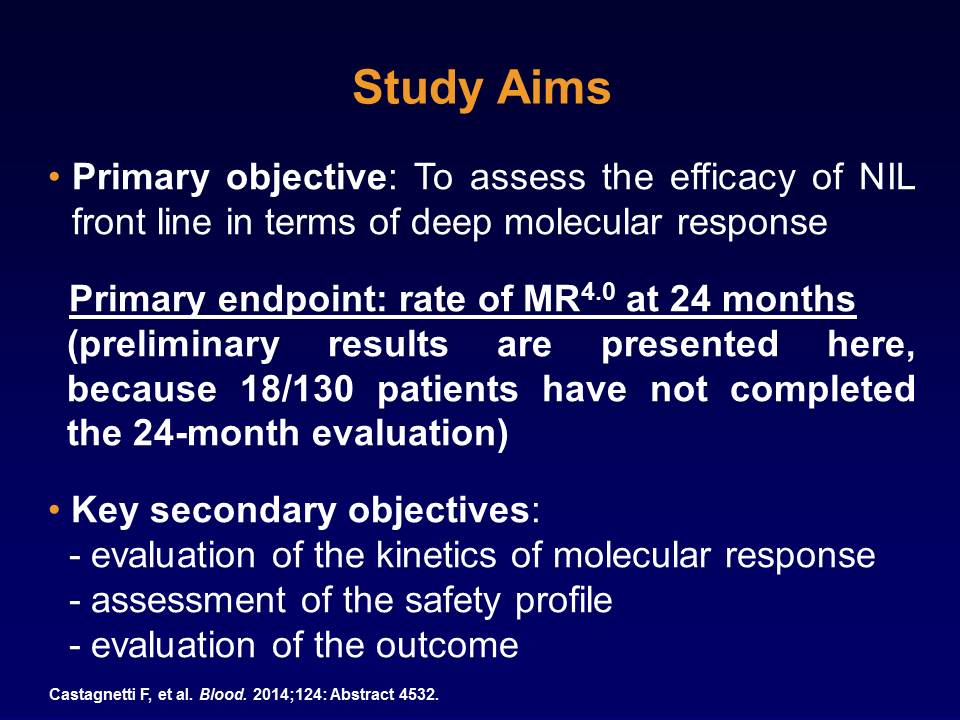 Study Aims
• Primary objective: To assess the efficacy of NIL
front line in terms of deep molecular response
Primary endpoint: rate of MR4.0 at 24 months
(preliminary results are presented here,
because 18/130 patients have not completed
the 24-month evaluation)
• Key secondary objectives:
- evaluation of the kinetics of molecular response
- assessment of the safety profile
- evaluation of the outcome
Castagnetti F, et al. Blood. 2014;124: Abstract 4532.